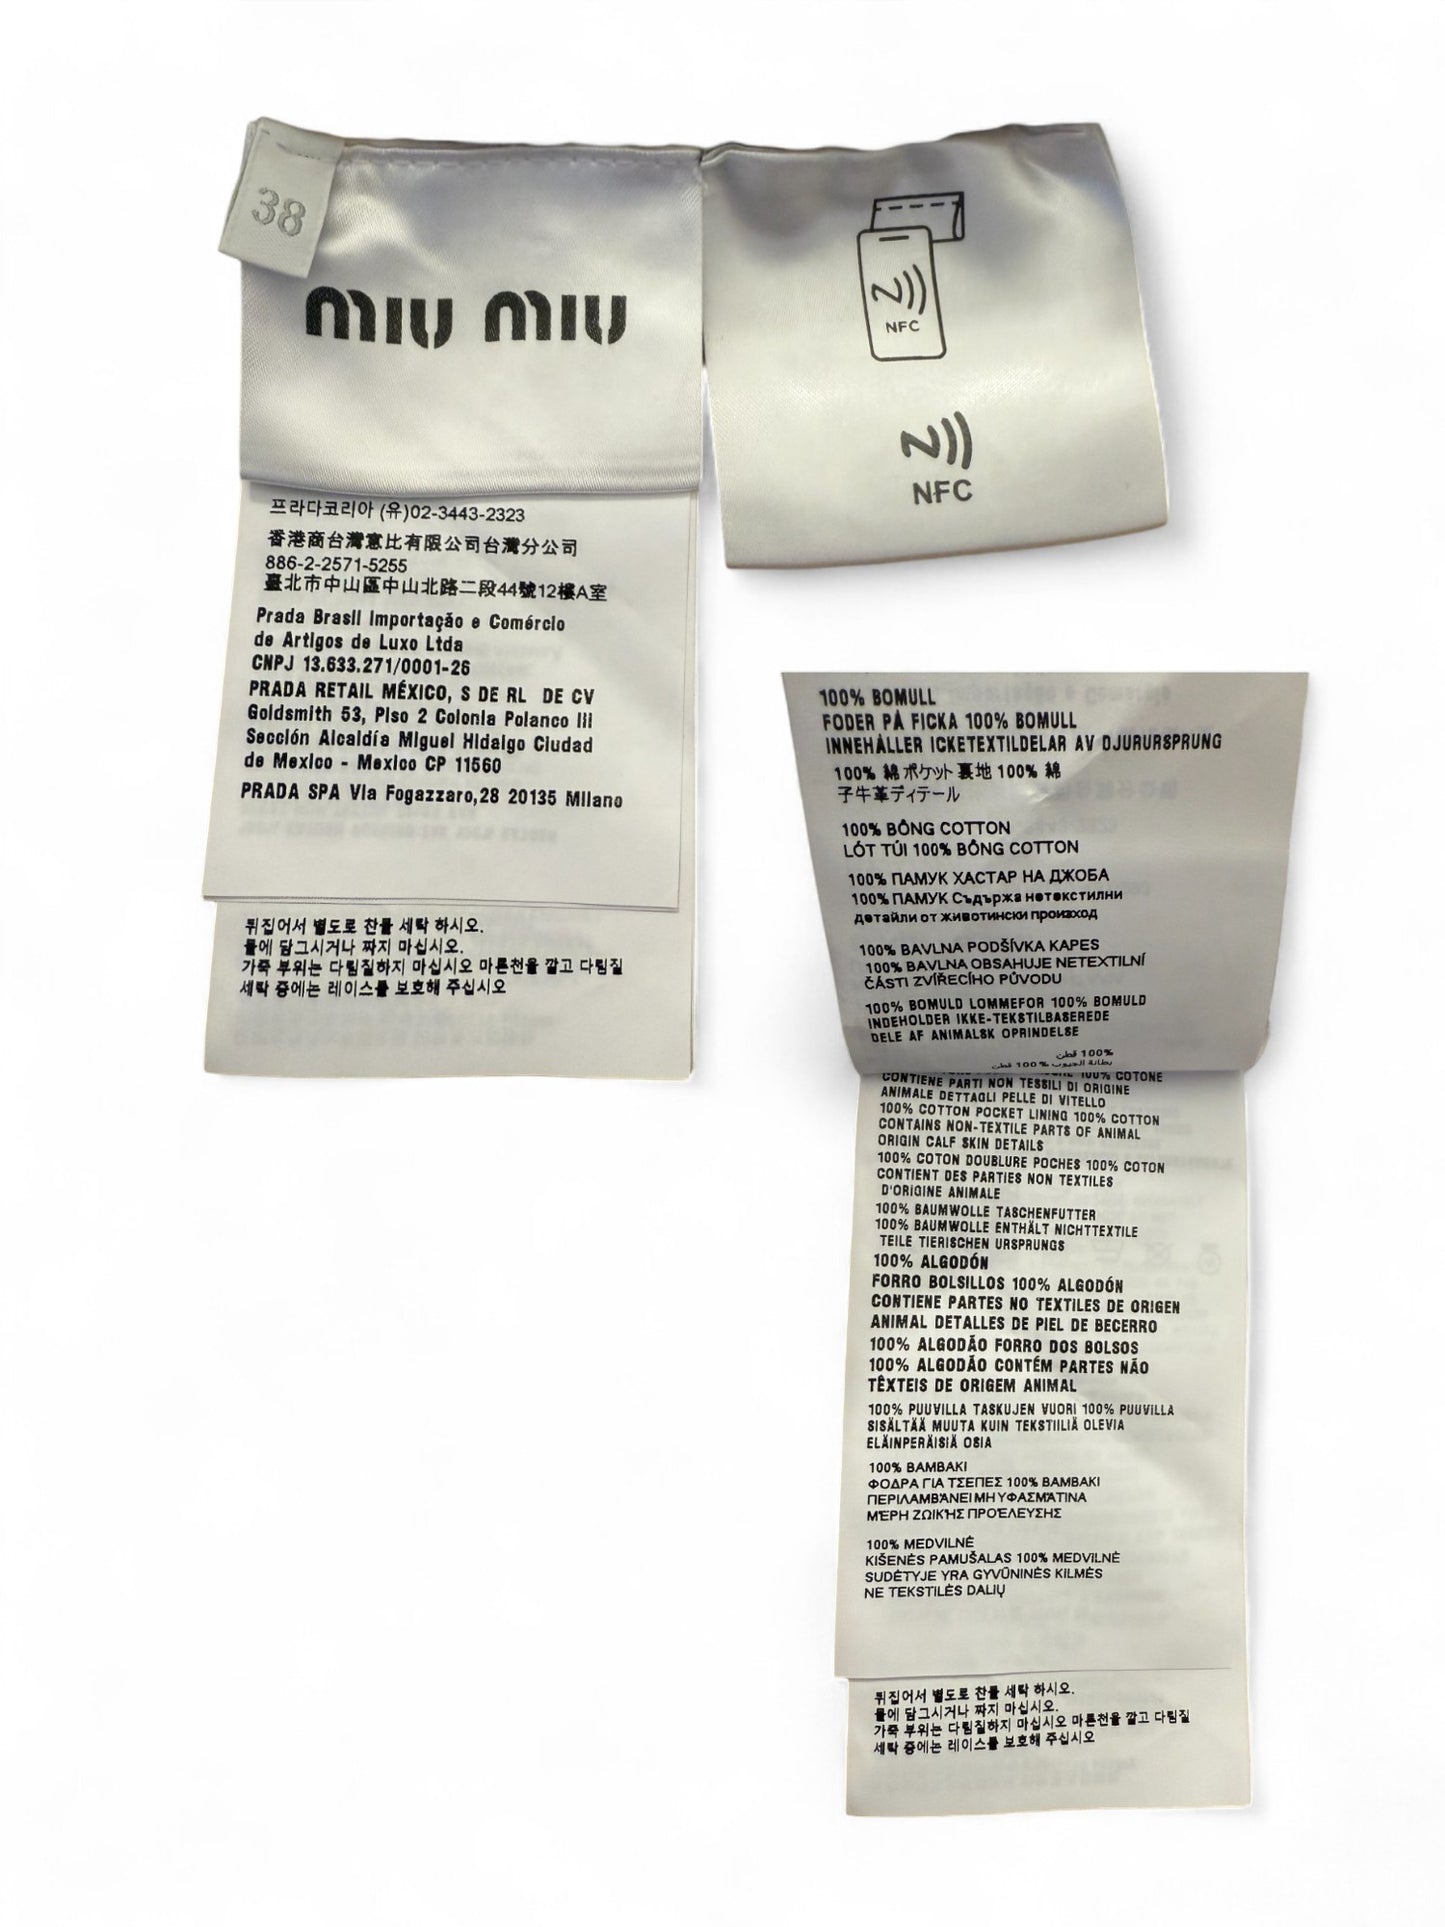 38
MIU MIU
프라다코리아 (유)02-3443-2323
香港商台灣意比有限公司台灣分公司
886-2-2571-5255
臺北市中山區中山北路二段44號12樓A室
Prada Brasil Importação e Comércio
de Artigos de Luxo Ltda
CNPJ 13.633.271/0001-26
PRADA RETAIL MÉXICO, S DE RL DE CV
Goldsmith 53, Piso 2 Colonia Polanco III
Sección Alcaldía Miguel Hidalgo Ciudad
de Mexico - Mexico CP 11560
PRADA SPA Via Fogazzaro,28 20135 Milano
뒤집어서 별도로 찬물 세탁 하시오.
물에 담그시거나 짜지 마십시오.
가죽 부위는 다림질하지 마십시오 마른천을 깔고 다림질
세탁 중에는 레이스를 보호해 주십시오
NFC
NFC
100% BOMULL
FODER PÅ FICKA 100% BOMULL
INNEHÅLLER ICKETEXTILDELAR AV DJURURSPRUNG
100% 綿 ポケット裏地 100% 綿
子牛革ディテール
100% BÔNG COTTON
LÓT TÚI 100% BÔNG COTTON
100% ПАМУК ХАСТАР НА ДЖОБА
100% ПАМУК Съдържа нетекстилни
детайли от животински произход
100% BAVLNA PODŠÍVKA KAPES
100% BAVLNA OBSAHUJE NETEXTILNÍ
ČÁSTI ZVÍŘECÍHO PŮVODU
100% BOMULD LOMMEFOR 100% BOMULD
INDEHOLDER IKKE-TEKSTILBASEREDE
DELE AF ANIMALSK OPRINDELSE
100% قطن
بطانة الجيوب 100% قطن
100% COTONE
CONTIENE PARTI NON TESSILI DI ORIGINE
ANIMALE DETTAGLI PELLE DI VITELLO
100% COTTON POCKET LINING 100% COTTON
CONTAINS NON-TEXTILE PARTS OF ANIMAL
ORIGIN CALF SKIN DETAILS
100% COTON DOUBLURE POCHES 100% COTON
CONTIENT DES PARTIES NON TEXTILES
D'ORIGINE ANIMALE
100% BAUMWOLLE TASCHENFUTTER
100% BAUMWOLLE ENTHÄLT NICHTTEXTILE
TEILE TIERISCHEN URSPRUNGS
100% ALGODÓN
FORRO BOLSILLOS 100% ALGODÓN
CONTIENE PARTES NO TEXTILES DE ORIGEN
ANIMAL DETALLES DE PIEL DE BECERRO
100% ALGODÃO FORRO DOS BOLSOS
100% ALGODÃO CONTÉM PARTES NÃO
TÊXTEIS DE ORIGEM ANIMAL
100% PUUVILLA TASKUJEN VUORI 100% PUUVILLA
SISÄLTÄÄ MUUTA KUIN TEKSTIILIÄ OLEVIA
ELÄINPERÄISIÄ OSIA
100% ΒΑΜΒΑΚΙ
ΦΟΔΡΑ ΓΙΑ ΤΣΕΠΕΣ 100% ΒΑΜΒΑΚΙ
ΠΕΡΙΛΑΜΒΆΝΕΙ ΜΗ ΥΦΑΣΜΆΤΙΝΑ
ΜΈΡΗ ΖΩΙΚΉΣ ΠΡΟΈΛΕΥΣΗΣ
100% MEDVILNĖ
KIŠENĖS PAMUŠALAS 100% MEDVILNĖ
SUDĖTYJE YRA GYVŪNINĖS KILMĖS
NE TEKSTILĖS DALIŲ
뒤집어서 별도로 찬물 세탁 하시오.
물에 담그시거나 짜지 마십시오.
가죽 부위는 다림질하지 마십시오 마른천을 깔고 다림질
세탁 중에는 레이스를 보호해 주십시오